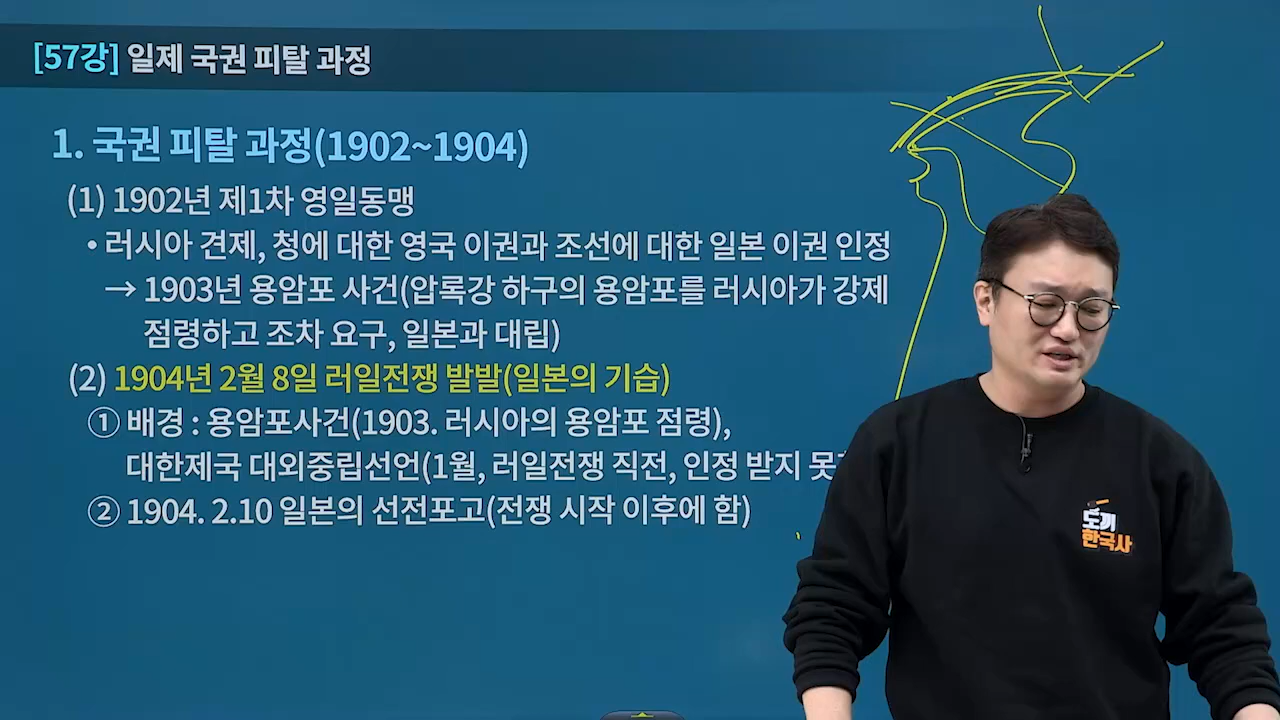 [57강] 일제 국권 피탈 과정
1. 국권 피탈 과정(1902~1904)
(1) 1902년 제1차 영일동맹
• 러시아 견제, 청에 대한 영국 이권과 조선에 대한 일본 이권 인정
→ 1903년 용암포 사건(압록강 하구의 용암포를 러시아가 강제
점령하고 조차 요구, 일본과 대립)
(2) 1904년 2월 8일 러일전쟁 발발(일본의 기습)
① 배경 : 용암포사건(1903. 러시아의 용암포 점령),
대한제국 대외중립선언(1월, 러일전쟁 직전, 인정 받지
② 1904. 2.10 일본의 선전포고(전쟁 시작 이후에 함)
도끼
한국사